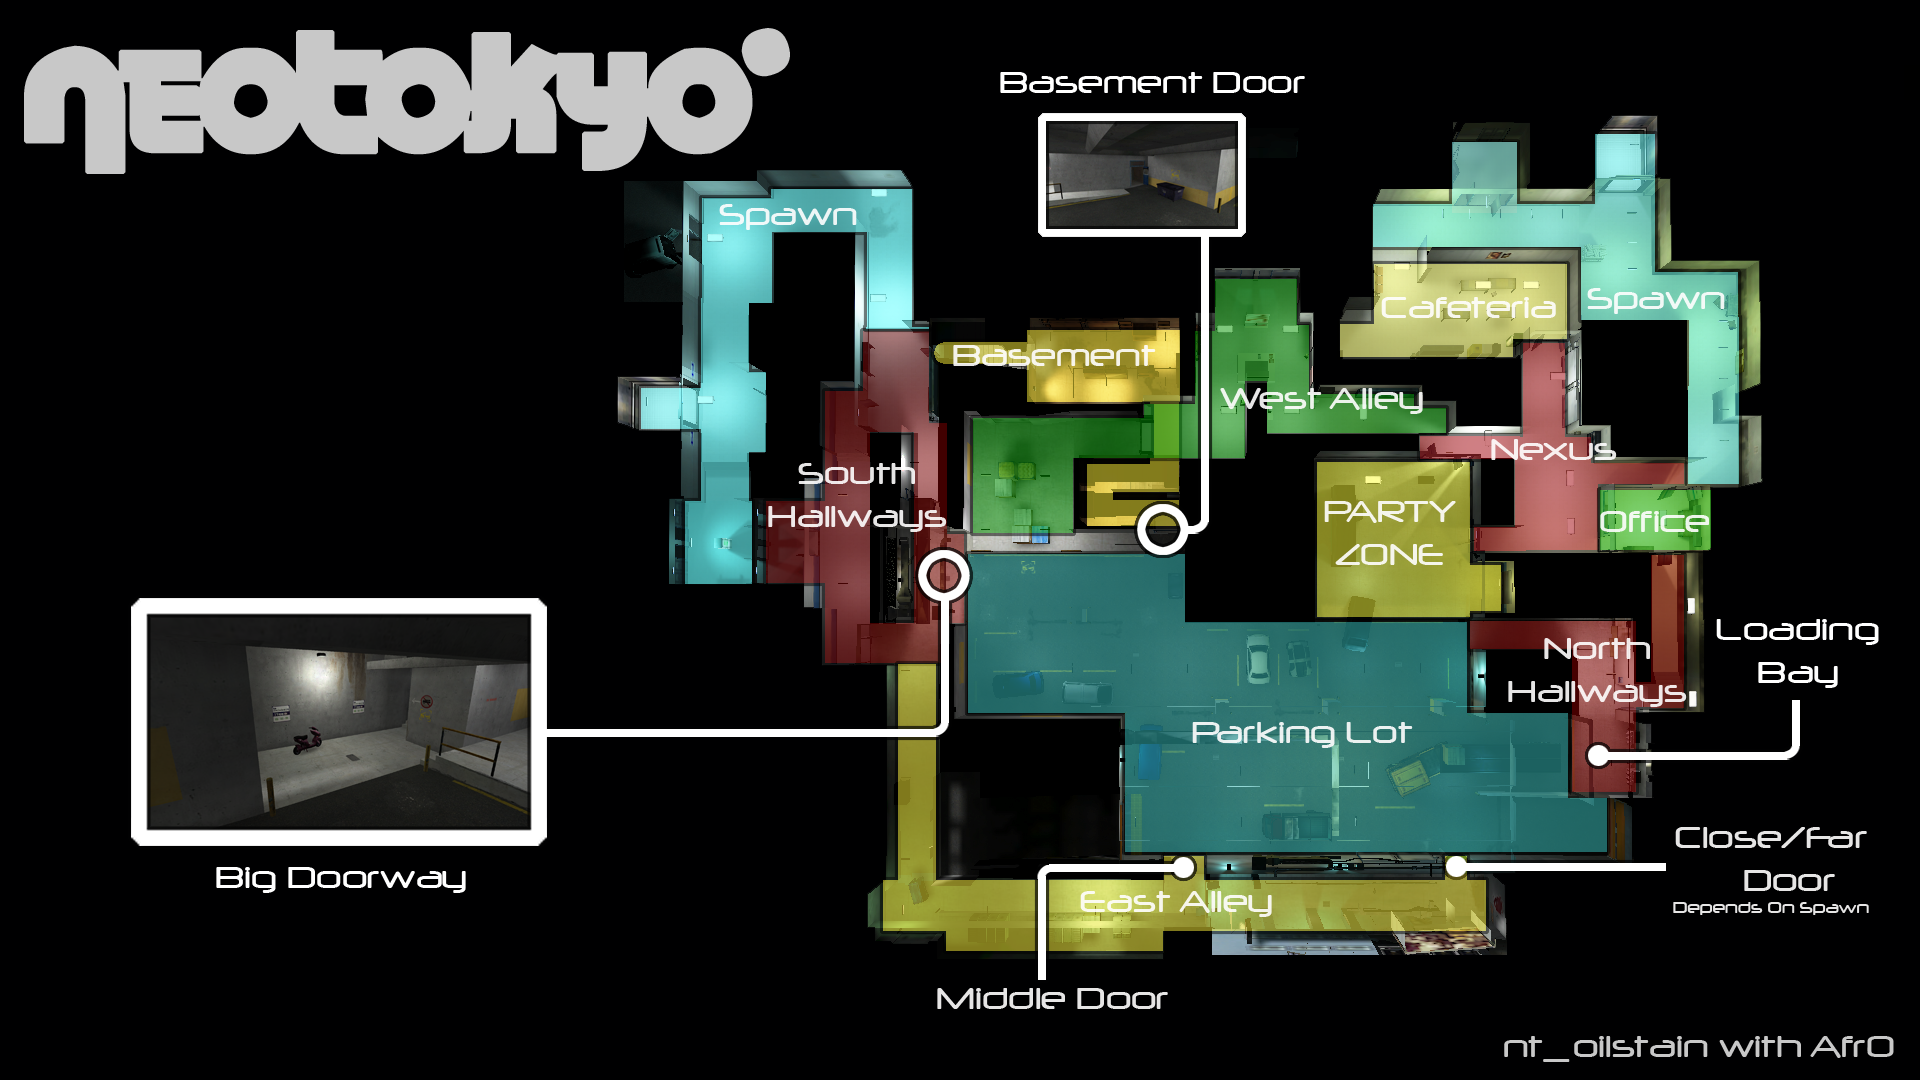 NEOTOKYO°
Basement Door
Spawn
Cafeteria
Spawn
Basement
West Alley
Nexus
South
Hallways
PARTY
ZONE
Office
Loading
Bay
North
Hallways
Parking Lot
Close/Far
Door
Depends On Spawn
Big Doorway
East Alley
Middle Door
nt_oilstain with AfrO